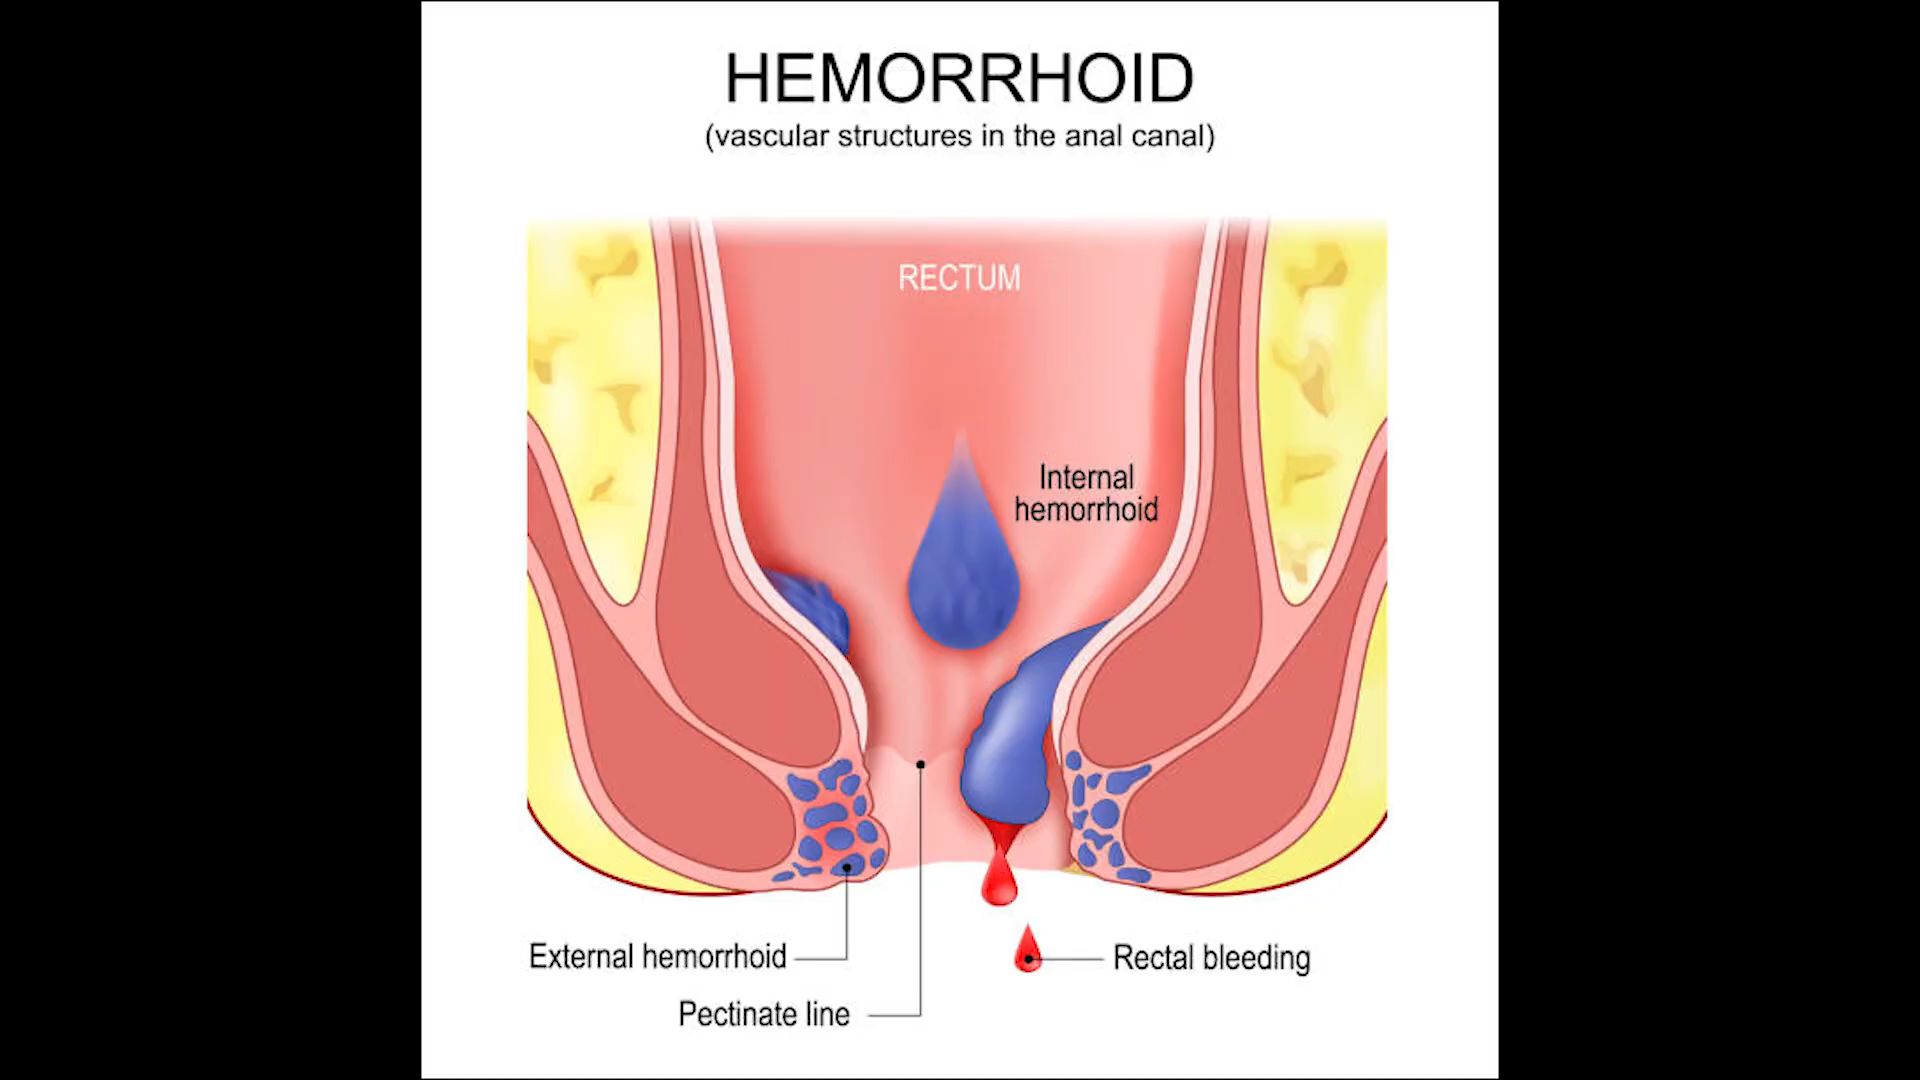 HEMORRHOID
(vascular structures in the anal canal)
RECTUM
Internal
hemorrhoid
External hemorrhoid
Rectal bleeding
Pectinate line